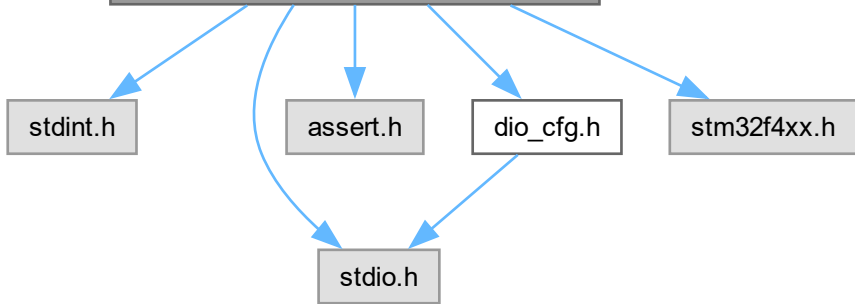 stdint.h
assert.h
dio_cfg.h
stm32f4xx.h
stdio.h